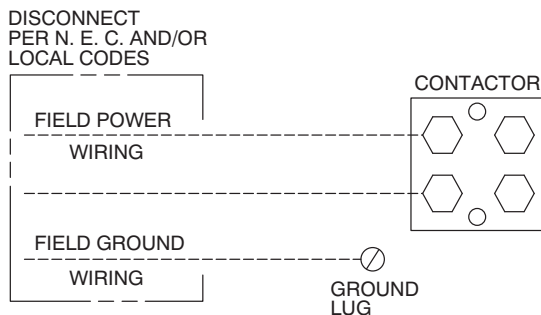 DISCONNECT
PER N. E. C. AND/OR
LOCAL CODES
CONTACTOR
FIELD POWER
WIRING
FIELD GROUND
WIRING
GROUND
LUG